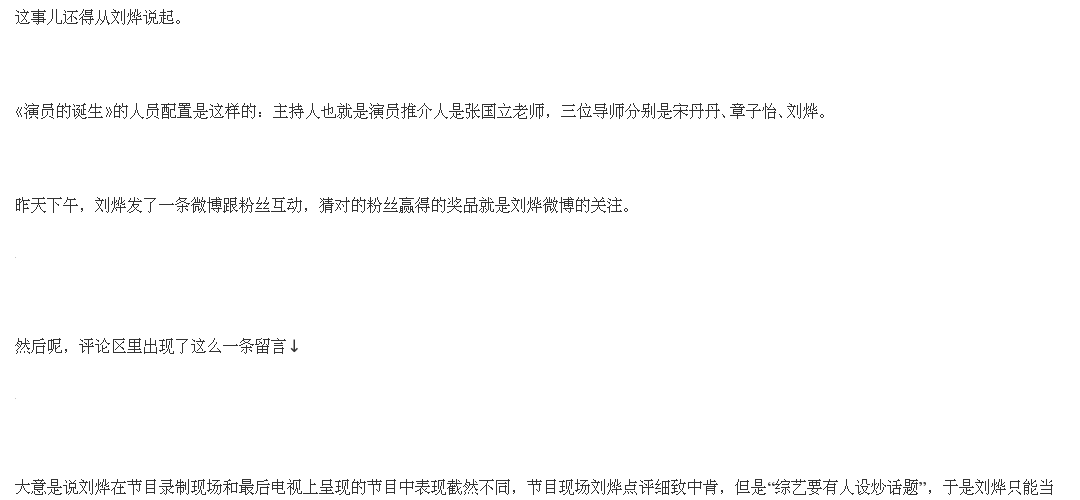 这事儿还得从刘烨说起。
《演员的诞生》的人员配置是这样的：主持人也就是演员推介人是张国立老师，三位导师分别是宋丹丹、章子怡、刘烨。
昨天下午，刘烨发了一条微博跟粉丝互动，猜对的粉丝赢得的奖品就是刘烨微博的关注。
然后呢，评论区里出现了这么一条留言↓
大意是说刘烨在节目录制现场和最后电视上呈现的节目中表现截然不同，节目现场刘烨点评细致中肯，但是“综艺要有人设炒话题”，于是刘烨只能当